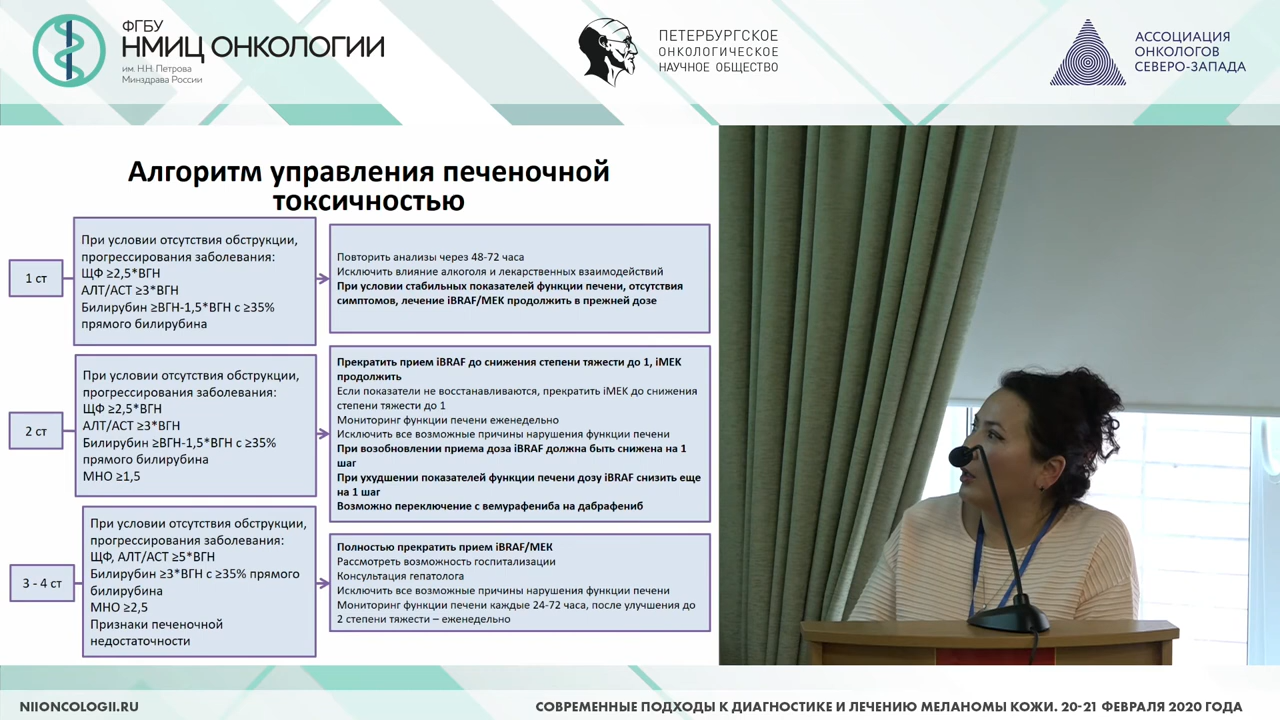 ФГБУ
НМИЦ ОНКОЛОГИИ
им. Н.Н. Петрова
Минздрава России
ПЕТЕРБУРГСКОЕ
ОНКОЛОГИЧЕСКОЕ
НАУЧНОЕ ОБЩЕСТВО
АССОЦИАЦИЯ
ОНКОЛОГОВ
СЕВЕРО-ЗАПАДА
Алгоритм управления печеночной
токсичностью
1 ст
При условии отсутствия обструкции,
прогрессирования заболевания:
ЩФ ≥2,5*ВГН
АЛТ/АСТ ≥3*ВГН
Билирубин ≥ВГН-1,5*ВГН с ≥35%
прямого билирубина
Повторить анализы через 48-72 часа
Исключить влияние алкоголя и лекарственных взаимодействий
При условии стабильных показателей функции печени, отсутствия
симптомов, лечение iBRAF/MEK продолжить в прежней дозе
2 ст
При условии отсутствия обструкции,
прогрессирования заболевания:
ЩФ ≥2,5*ВГН
АЛТ/АСТ ≥3*ВГН
Билирубин ≥ВГН-1,5*ВГН с ≥35%
прямого билирубина
МНО ≥1,5
Прекратить прием iBRAF до снижения степени тяжести до 1, iMEK
продолжить
Если показатели не восстанавливаются, прекратить iMEK до снижения
степени тяжести до 1
Мониторинг функции печени еженедельно
Исключить все возможные причины нарушения функции печени
При возобновлении приема доза iBRAF должна быть снижена на 1
шаг
При ухудшении показателей функции печени дозу iBRAF снизить еще
на 1 шаг
Возможно переключение с вемурафениба на дабрафениб
3 - 4 ст
При условии отсутствия обструкции,
прогрессирования заболевания:
ЩФ, АЛТ/АСТ ≥5*ВГН
Билирубин ≥3*ВГН с ≥35% прямого
билирубина
МНО ≥2,5
Признаки печеночной
недостаточности
Полностью прекратить прием iBRAF/MEK
Рассмотреть возможность госпитализации
Консультация гепатолога
Исключить все возможные причины нарушения функции печени
Мониторинг функции печени каждые 24-72 часа, после улучшения до
2 степени тяжести – еженедельно
NIIONCOLOGII.RU
СОВРЕМЕННЫЕ ПОДХОДЫ К ДИАГНОСТИКЕ И ЛЕЧЕНИЮ МЕЛАНОМЫ КОЖИ. 20-21 ФЕВРАЛЯ 2020 ГОДА